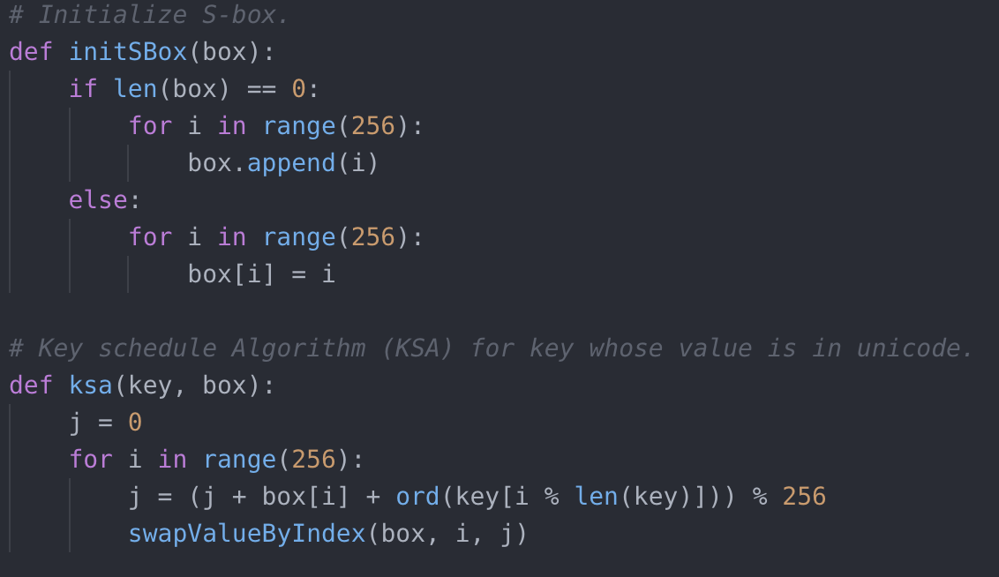 # Initialize S-box.
def initSBox(box):
    if len(box) == 0:
        for i in range(256):
            box.append(i)
    else:
        for i in range(256):
            box[i] = i

# Key schedule Algorithm (KSA) for key whose value is in unicode.
def ksa(key, box):
    j = 0
    for i in range(256):
        j = (j + box[i] + ord(key[i % len(key)])) % 256
        swapValueByIndex(box, i, j)